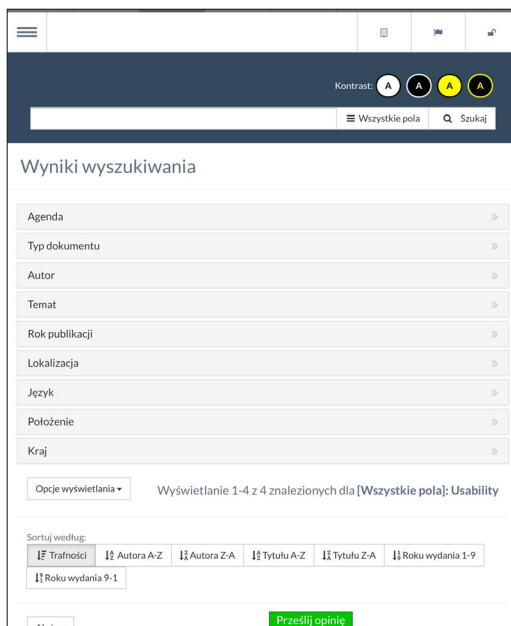 Kontrast: A A A A
Wszystkie pola Szukaj
Wyniki wyszukiwania
Agenda
Typ dokumentu
Autor
Temat
Rok publikacji
Lokalizacja
Język
Położenie
Kraj
Opcje wyświetlania Wyświetlanie 1-4 z 4 znalezionych dla [Wszystkie pola]: Usability
Sortuj według:
Trafności Autora A-Z Autora Z-A Tytułu A-Z Tytułu Z-A Roku wydania 1-9
Roku wydania 9-1
Prześlij opinię